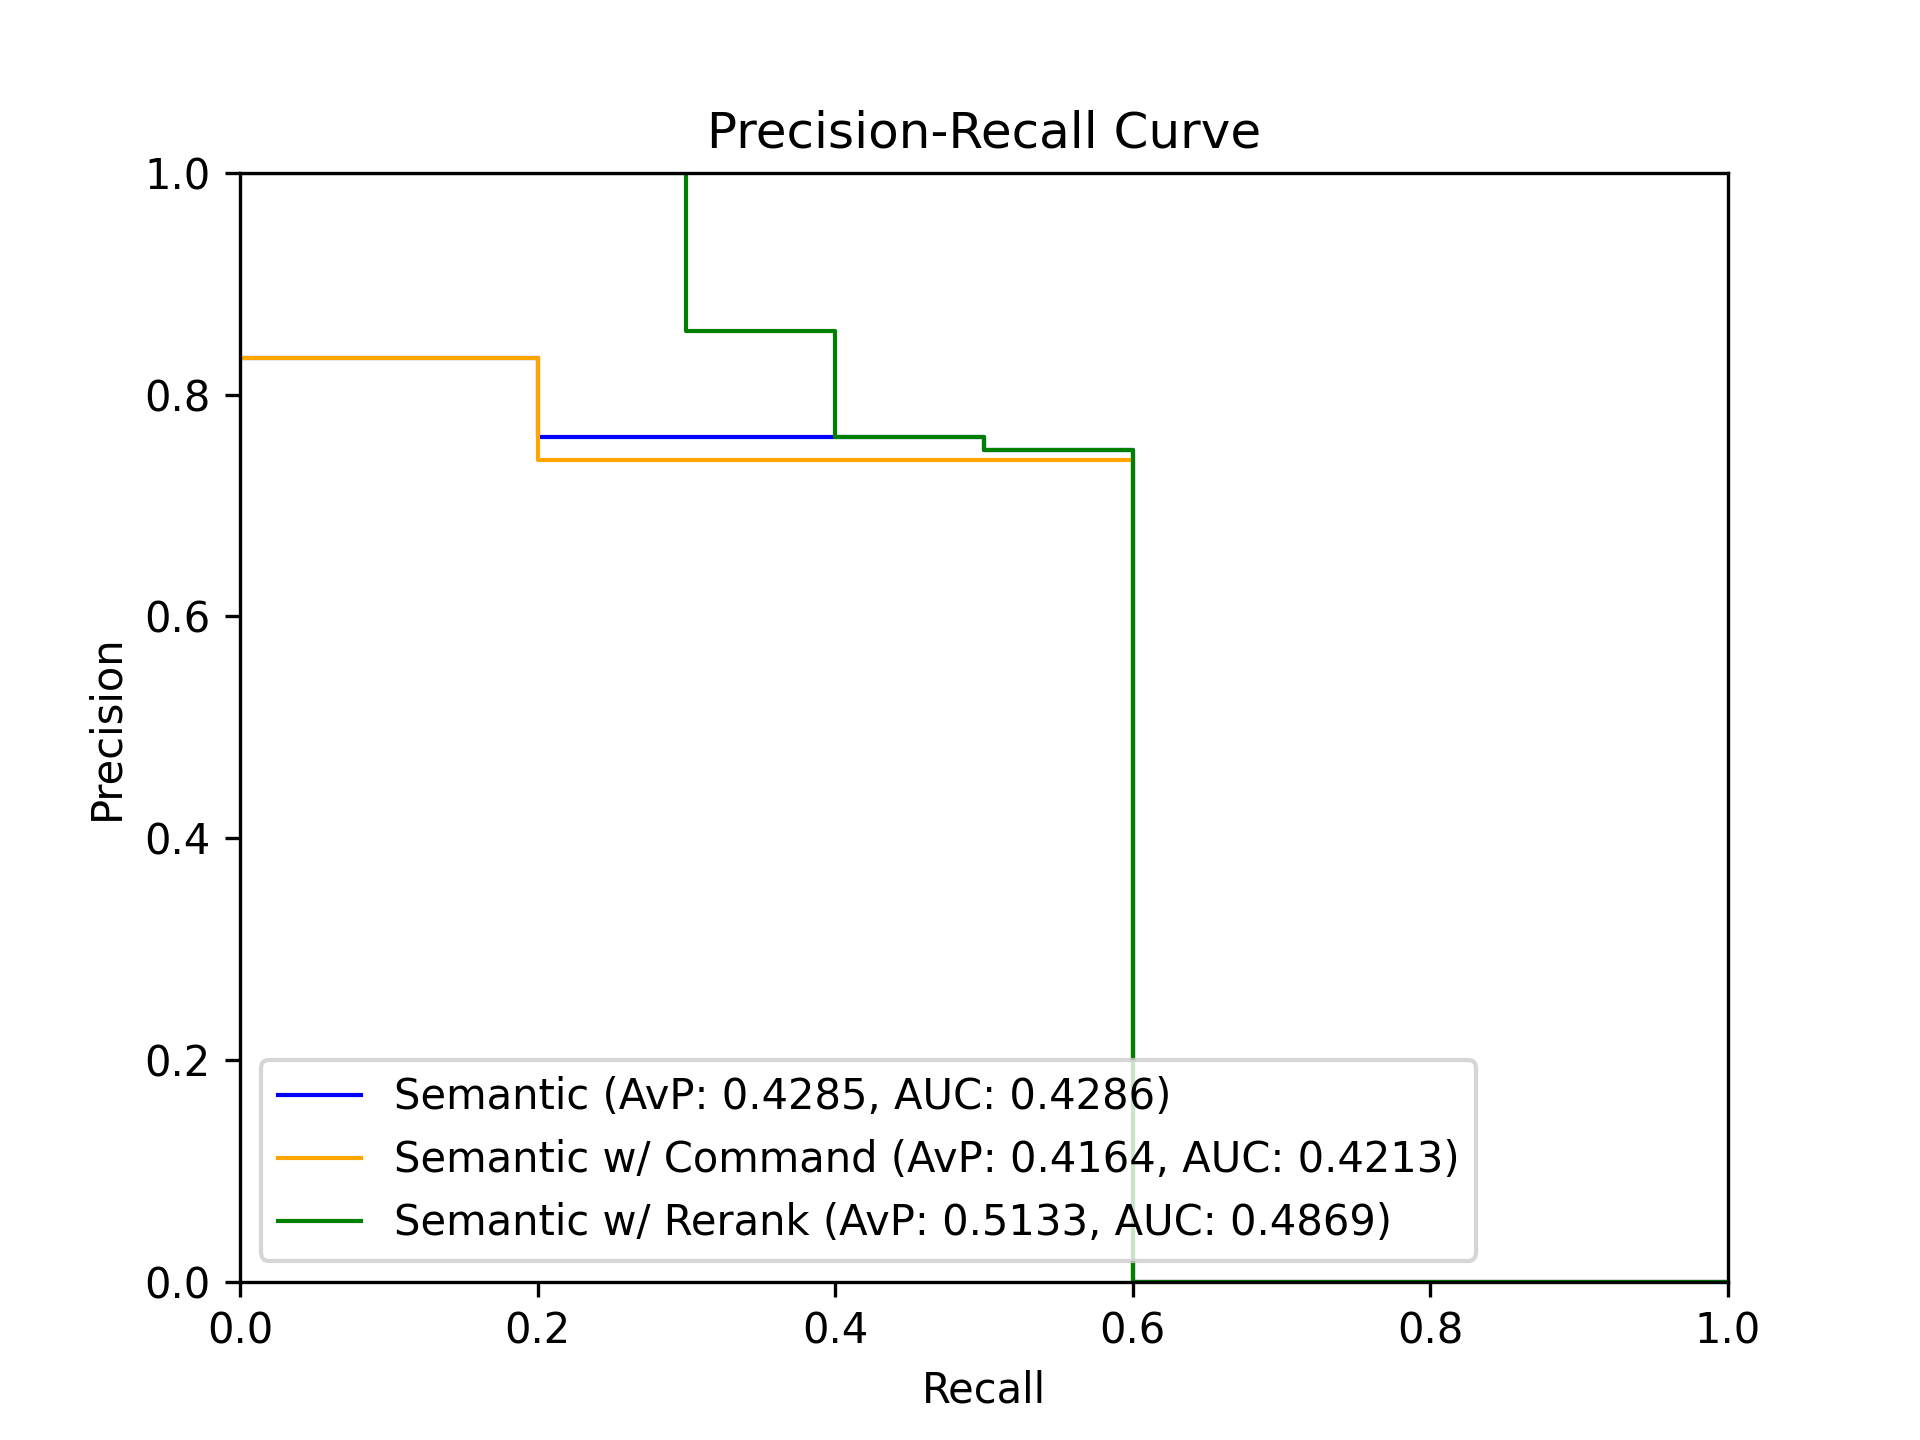 Precision-Recall Curve
1.0
0.8
0.6
0.4
0.2
0.0
Precision
Semantic (AvP: 0.4285, AUC: 0.4286)
Semantic w/ Command (AvP: 0.4164, AUC: 0.4213)
Semantic w/ Rerank (AvP: 0.5133, AUC: 0.4869)
0.0 0.2 0.4 0.6 0.8 1.0
Recall